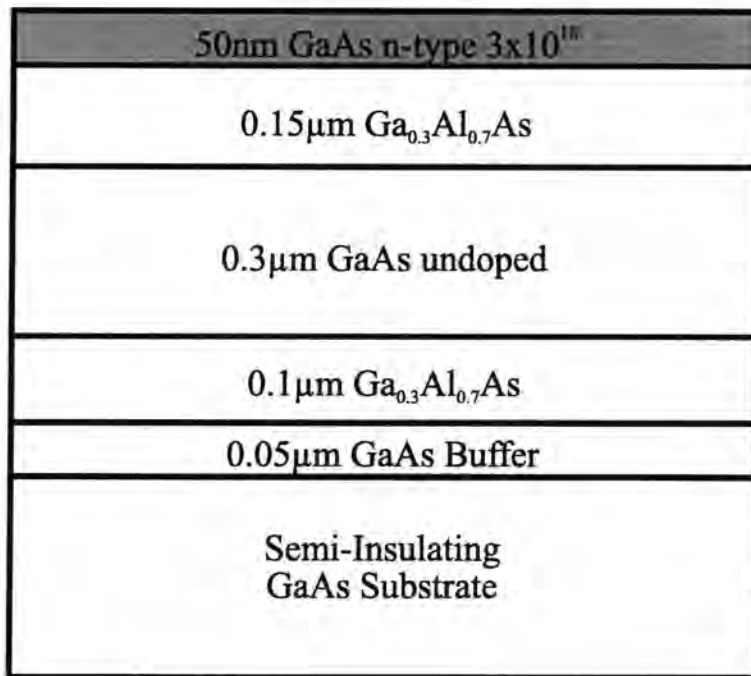 50nm GaAs n-type 3x10¹⁸
0.15μm Ga₀.₃Al₀.₇As
0.3μm GaAs undoped
0.1μm Ga₀.₃Al₀.₇As
0.05μm GaAs Buffer
Semi-Insulating
GaAs Substrate